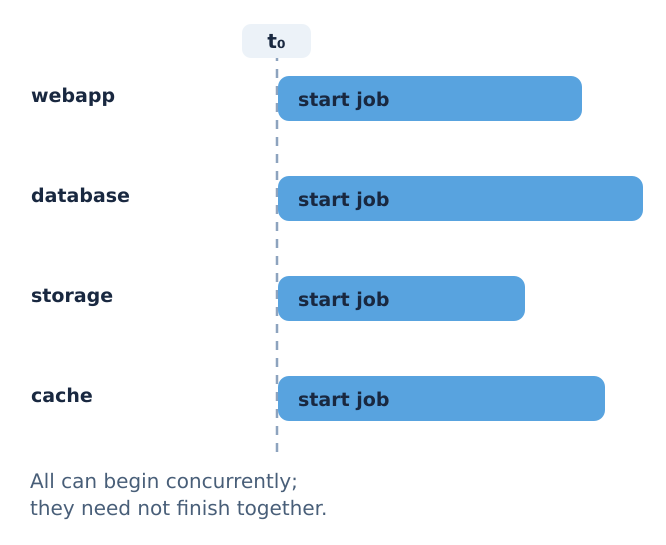 t₀
webapp
start job
database
start job
storage
start job
cache
start job
All can begin concurrently;
they need not finish together.